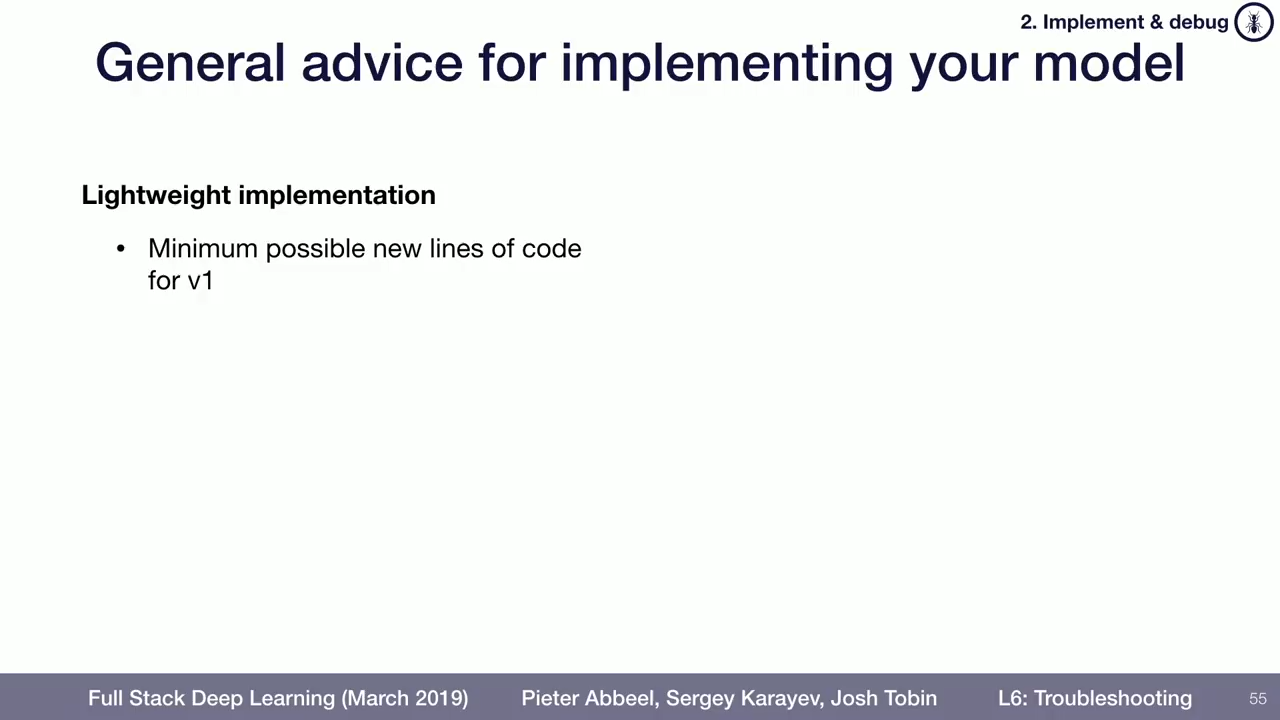 2. Implement & debug
General advice for implementing your model
Lightweight implementation
• Minimum possible new lines of code
for v1
Full Stack Deep Learning (March 2019) Pieter Abbeel, Sergey Karayev, Josh Tobin L6: Troubleshooting 55